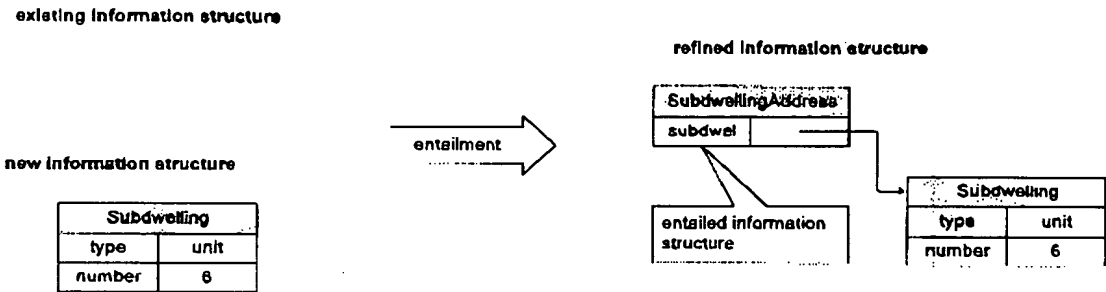 existing information structure
new information structure
Subdwelling
type unit
number 6
entailment
refined information structure
SubdwellingAddress
subdwel
entailed information
structure
Subdwelling
type unit
number 6